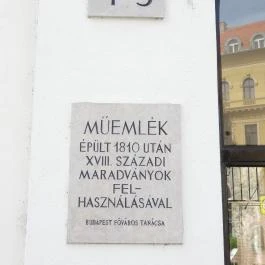 MŰEMLÉK
ÉPÜLT 1810 UTÁN
XVIII. SZÁZADI
MARADVÁNYOK
FEL-
HASZNÁLÁSÁVAL
BUDAPEST FŐVÁROS TANÁCSA